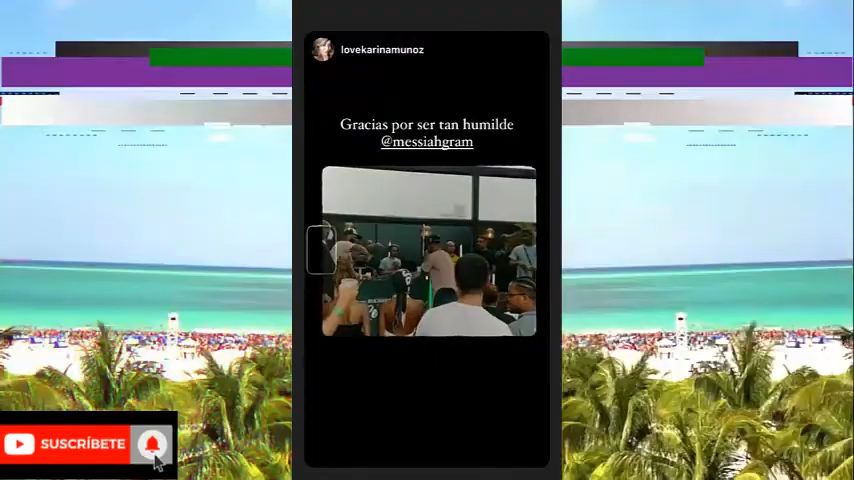 lovekarinamunoz
Gracias por ser tan humilde
@messiahgram
SUSCRÍBETE